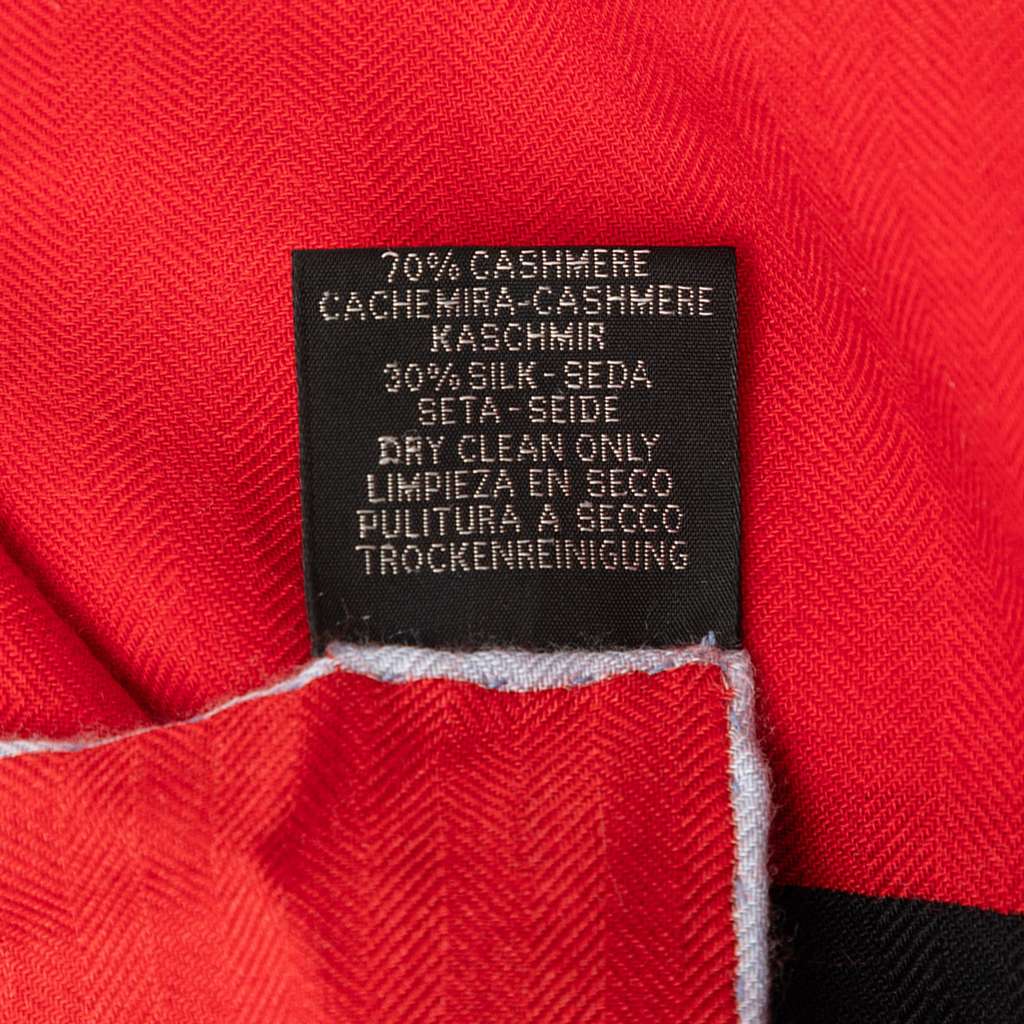 70% CASHMERE
CACHEMIRA-CASHMERE
KASCHMIR
30% SILK-SEDA
SETA-SEIDE
DRY CLEAN ONLY
LIMPIEZA EN SECO
PULITURA A SECCO
TROCKENREINIGUNG